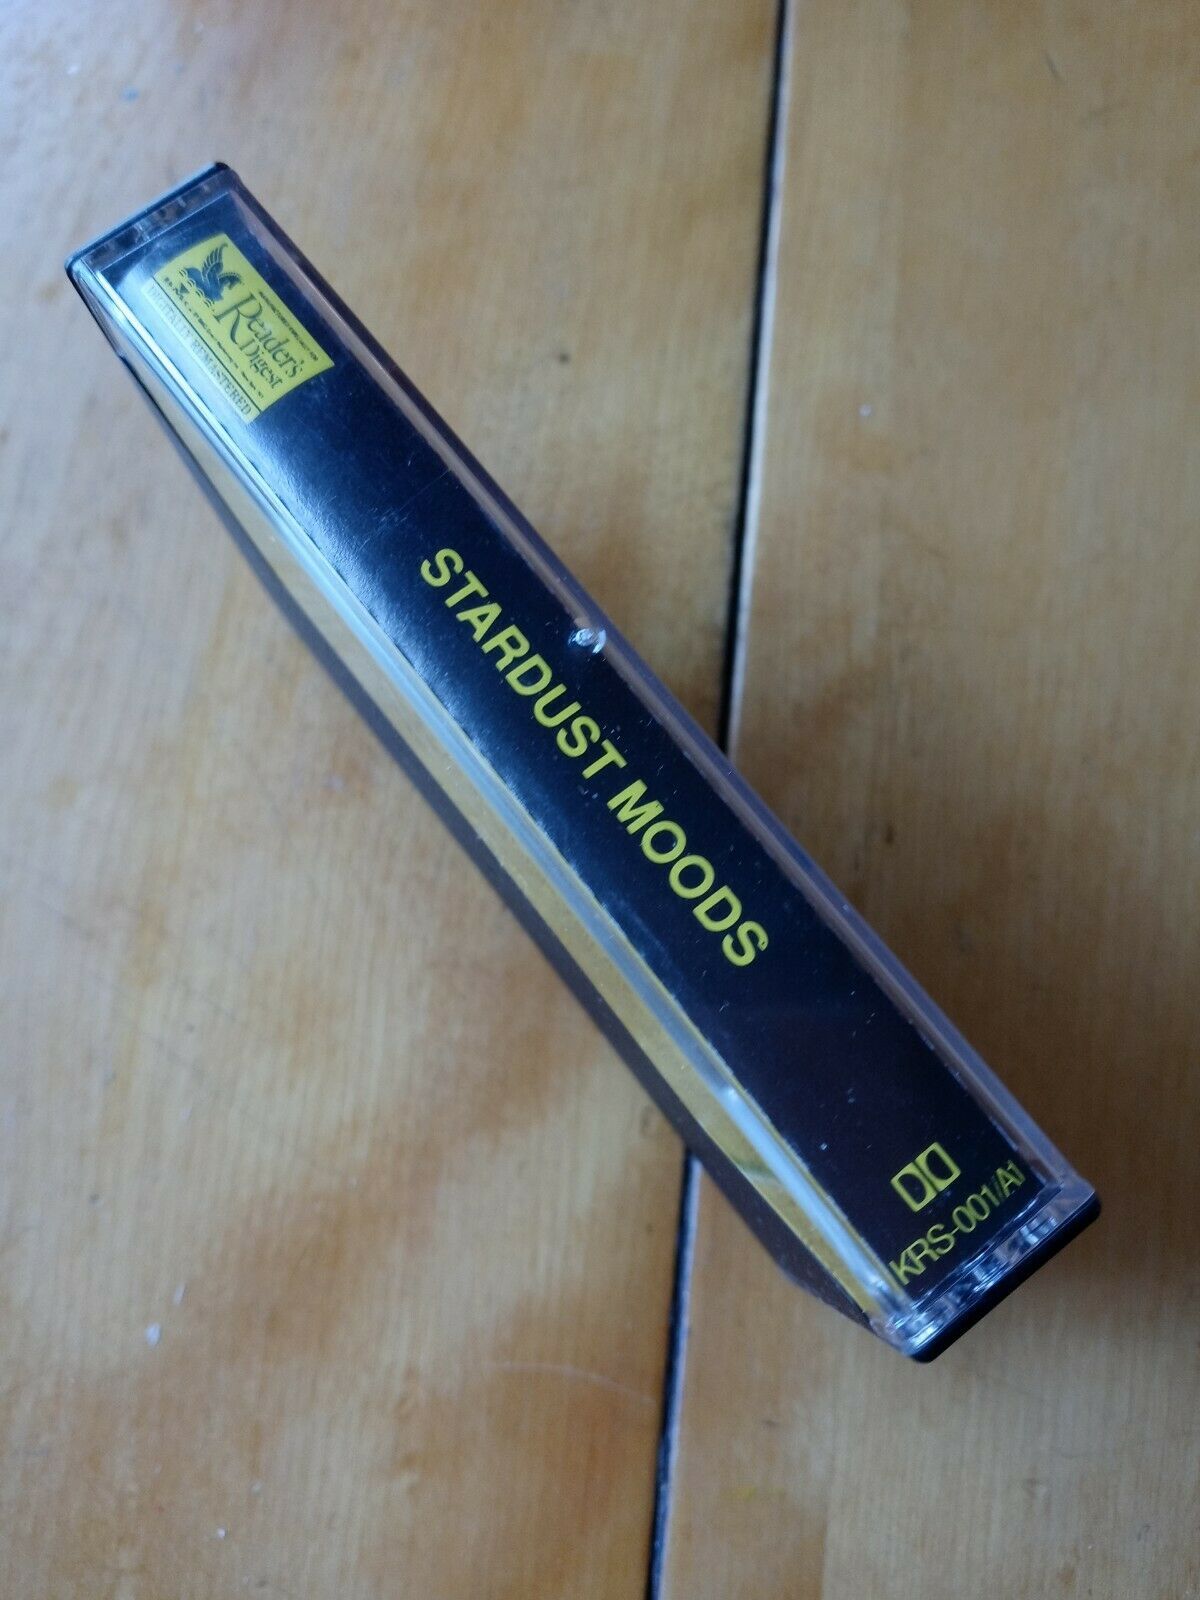 Reader's
Digest
DIGITALLY REMASTERED
STARDUST MOODS
KRS-001/A1